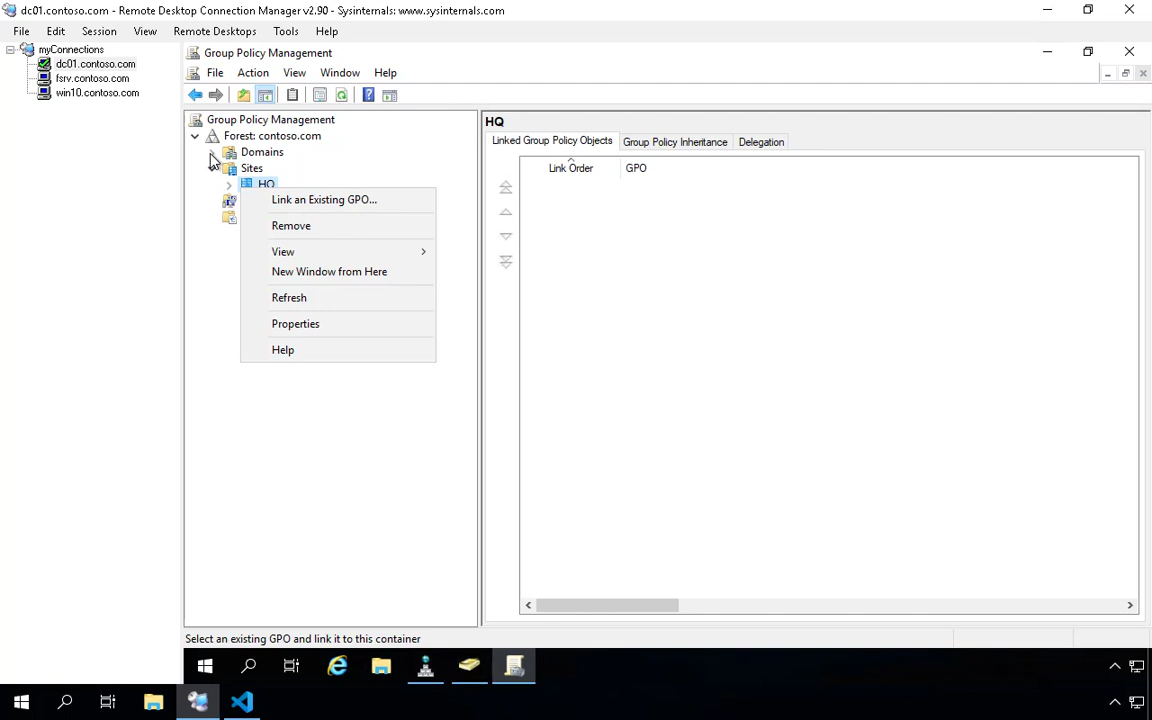 dc01.contoso.com - Remote Desktop Connection Manager v2.90 - Sysinternals: www.sysinternals.com
File Edit Session View Remote Desktops Tools Help
myConnections
dc01.contoso.com
fsrv.contoso.com
win10.contoso.com
Group Policy Management
File Action View Window Help
Group Policy Management
Forest: contoso.com
Domains
Sites
HQ
Link an Existing GPO...
Remove
View
New Window from Here
Refresh
Properties
Help
HQ
Linked Group Policy Objects Group Policy Inheritance Delegation
Link Order GPO
Select an existing GPO and link it to this container